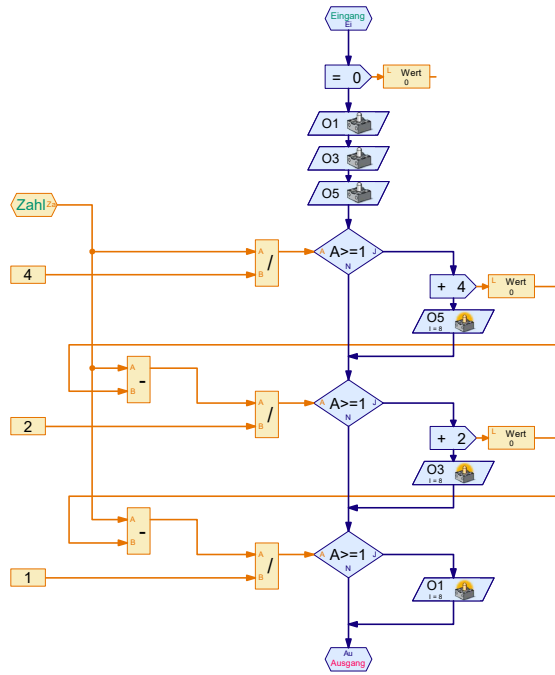 Eingang
Ei
= 0
L Wert
0
O1
O3
O5
Zahl Za
A
B
/
4
A A>=1 J
N
+ 4
L Wert
0
O5
I = 8
A
B
-
A
B
/
2
A A>=1 J
N
+ 2
L Wert
0
O3
I = 8
A
B
-
A
B
/
1
A A>=1 J
N
O1
I = 8
Au
Ausgang